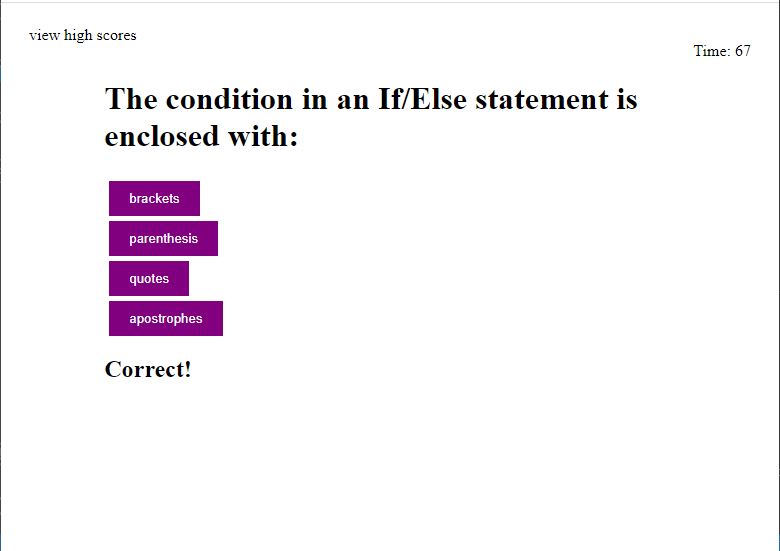 view high scores
Time: 67
The condition in an If/Else statement is
enclosed with:
brackets
parenthesis
quotes
apostrophes
Correct!